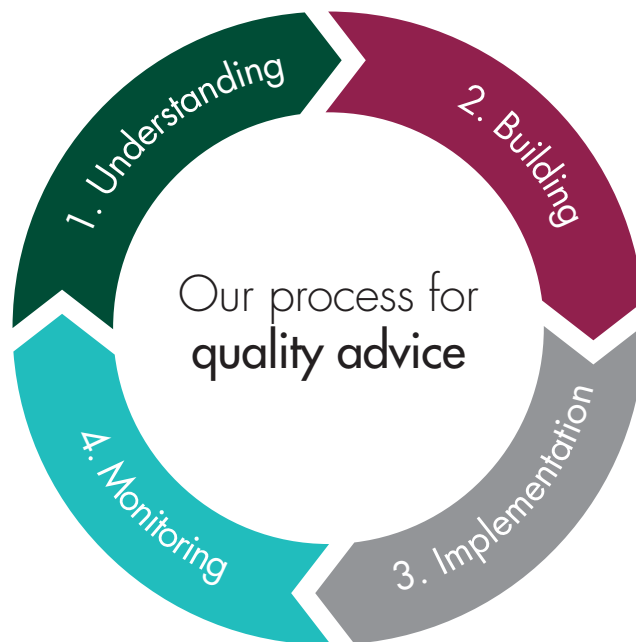 1. Understanding
2. Building
3. Implementation
4. Monitoring
Our process for
quality advice